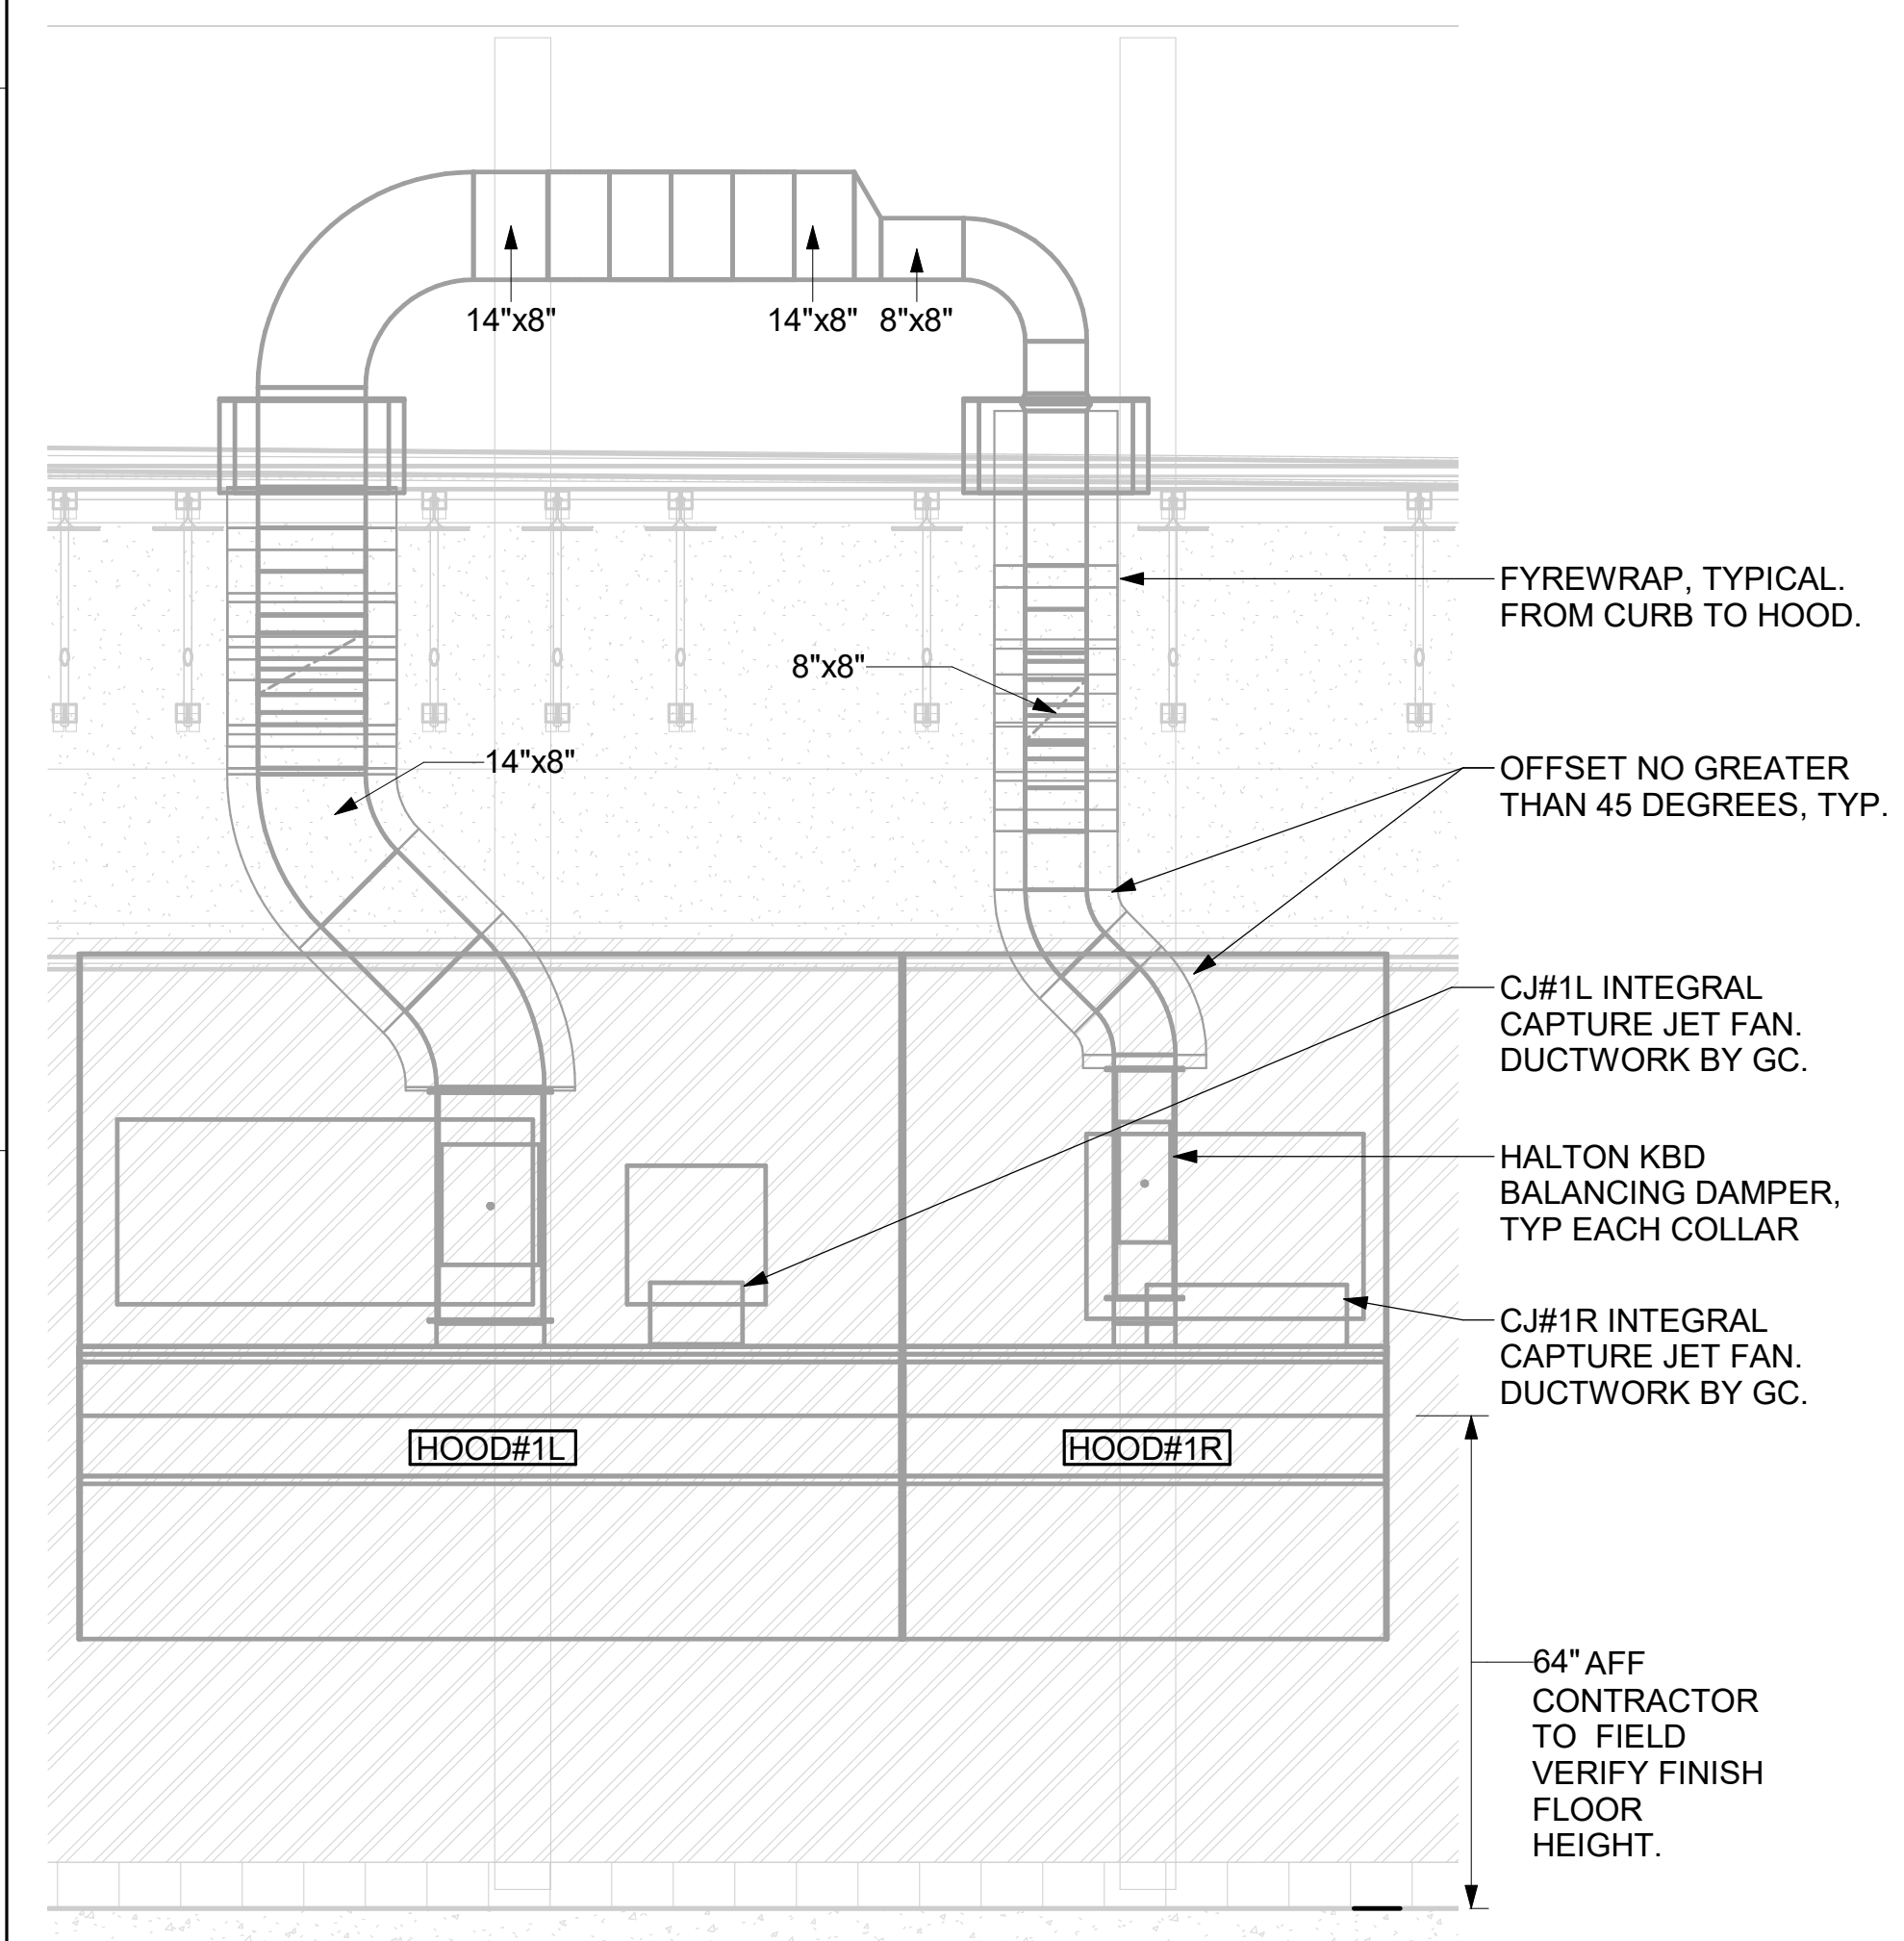 14"x8"
14"x8"
8"x8"
FYREWRAP, TYPICAL.
FROM CURB TO HOOD.
8"x8"
14"x8"
OFFSET NO GREATER
THAN 45 DEGREES, TYP.
CJ#1L INTEGRAL
CAPTURE JET FAN.
DUCTWORK BY GC.
HALTON KBD
BALANCING DAMPER,
TYP EACH COLLAR
CJ#1R INTEGRAL
CAPTURE JET FAN.
DUCTWORK BY GC.
HOOD#1L
HOOD#1R
64" AFF
CONTRACTOR
TO FIELD
VERIFY FINISH
FLOOR
HEIGHT.